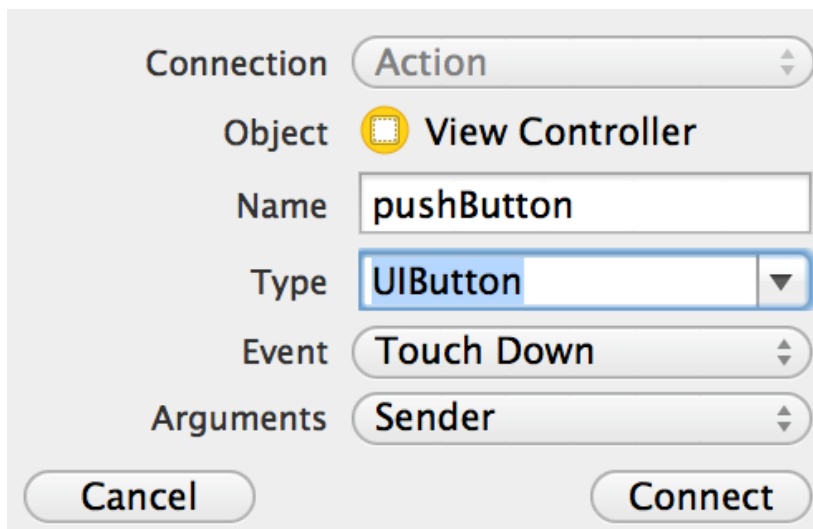 Connection Action
Object View Controller
Name pushButton
Type UIButton
Event Touch Down
Arguments Sender
Cancel Connect